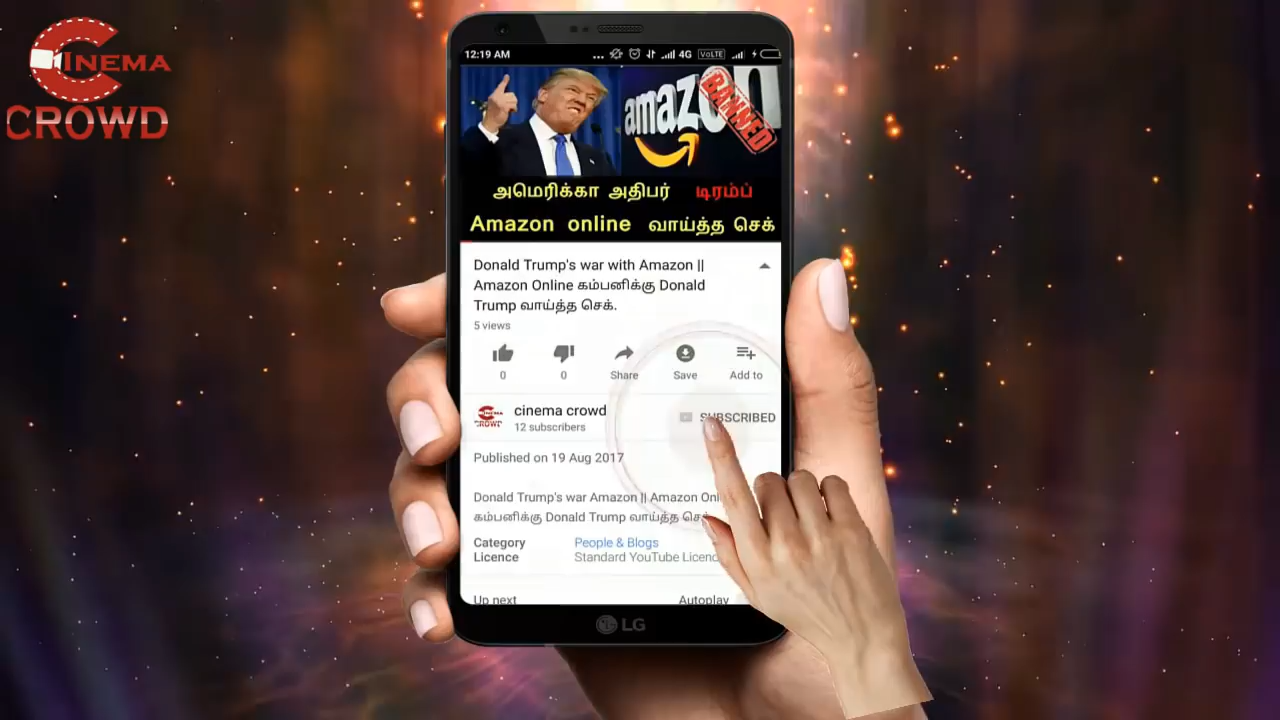 CINEMA
CROWD
12:19 AM
4G VoLTE
amazon
BANNED
அமெரிக்கா அதிபர் டிரம்ப்
Amazon online வாய்த்த செக்
Donald Trump's war with Amazon ||
Amazon Online கம்பனிக்கு Donald
Trump வாய்த்த செக்.
5 views
0 0 Share Save Add to
cinema crowd
SUBSCRIBED
12 subscribers
Published on 19 Aug 2017
Donald Trump's war Amazon || Amazon Onl
கம்பனிக்கு Donald Trump வாய்த்த செக்
Category People & Blogs
Licence Standard YouTube Licenc
Up next Autoplay
LG